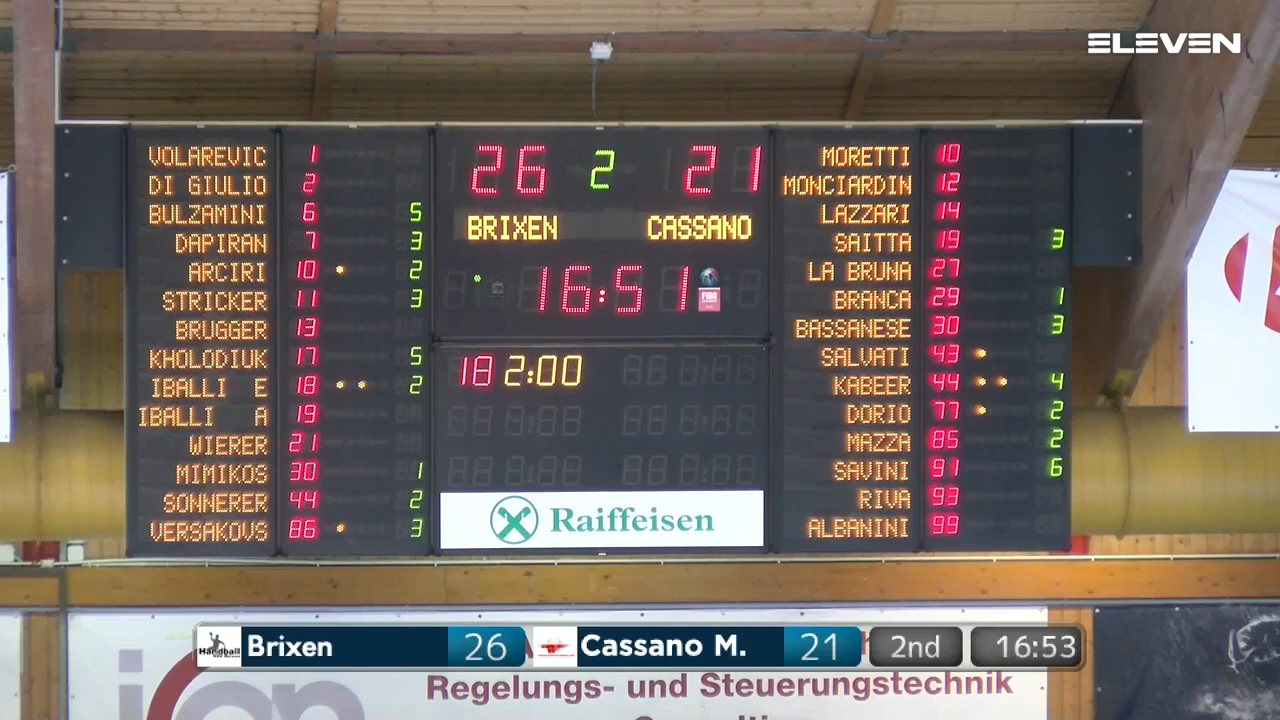 ELEVEN
26 2 21
BRIXEN CASSANO
16:51
FIBA
18 2:00
VOLAREVIC 1
DI GIULIO 2
BULZAMINI 6 5
DAPIRAN 7 3
ARCIRI 10 * 2
STRICKER 11 3
BRUGGER 13
KHOLODIUK 17 5
IBALLI E 18 ** 2
IBALLI A 19
WIERER 21
MIMIKOS 30 1
SONNERER 44 2
VERSAKOVS 86 * 3
MORETTI 10
MONCIARDIN 12
LAZZARI 14
SAITTA 19 3
LA BRUNA 27
BRANCA 29 1
BASSANESE 30 3
SALVATI 43 *
KABEER 44 ** 4
DORIO 77 * 2
MAZZA 85 2
SAVINI 91 6
RIVA 93
ALBANINI 99
Raiffeisen
Handball Brixen 26 Cassano M. 21 2nd 16:53
Regelungs- und Steuerungstechnik